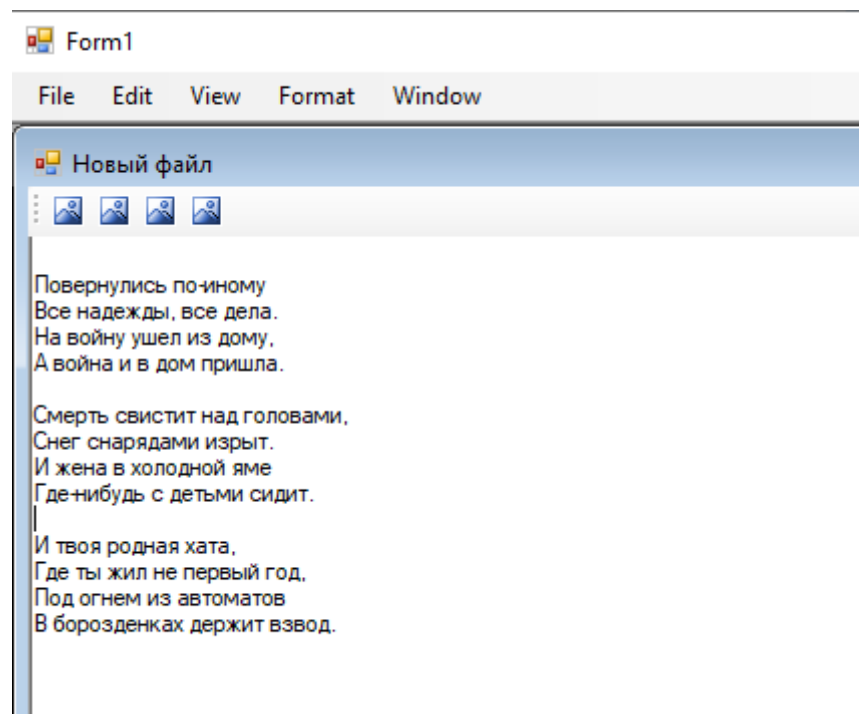 Form1
File Edit View Format Window
Новый файл
Повернулись по-иному
Все надежды, все дела.
На войну ушел из дому,
А война и в дом пришла.
Смерть свистит над головами,
Снег снарядами изрыт.
И жена в холодной яме
Где-нибудь с детьми сидит.
И твоя родная хата,
Где ты жил не первый год,
Под огнем из автоматов
В борозденках держит взвод.